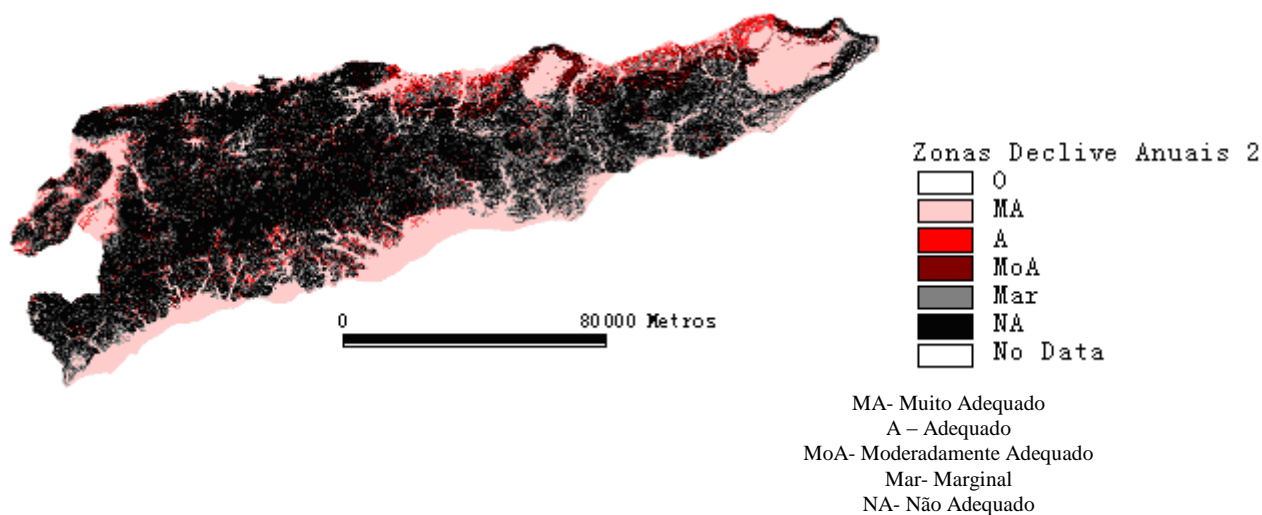 Zonas Declive Anuais 2
0
MA
A
MoA
Mar
NA
No Data
0 80000 Metros
MA- Muito Adequado
A – Adequado
MoA- Moderadamente Adequado
Mar- Marginal
NA- Não Adequado